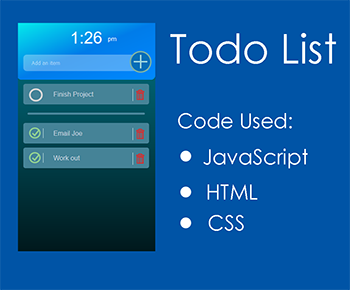 1:26 pm
Add an item
Finish Project
Email Joe
Work out
Todo List
Code Used:
JavaScript
HTML
CSS